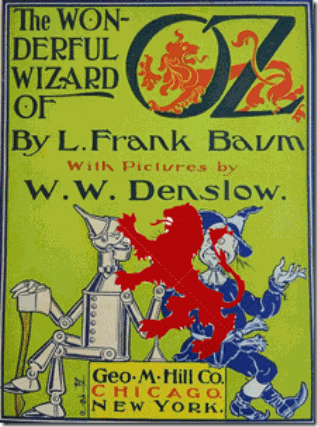 The WON-
DERFUL
WIZARD
OF
OZ
By L. Frank Baum
With Pictures by
W. W. Denslow.
Geo. M. Hill Co.
CHICAGO.
NEW YORK.